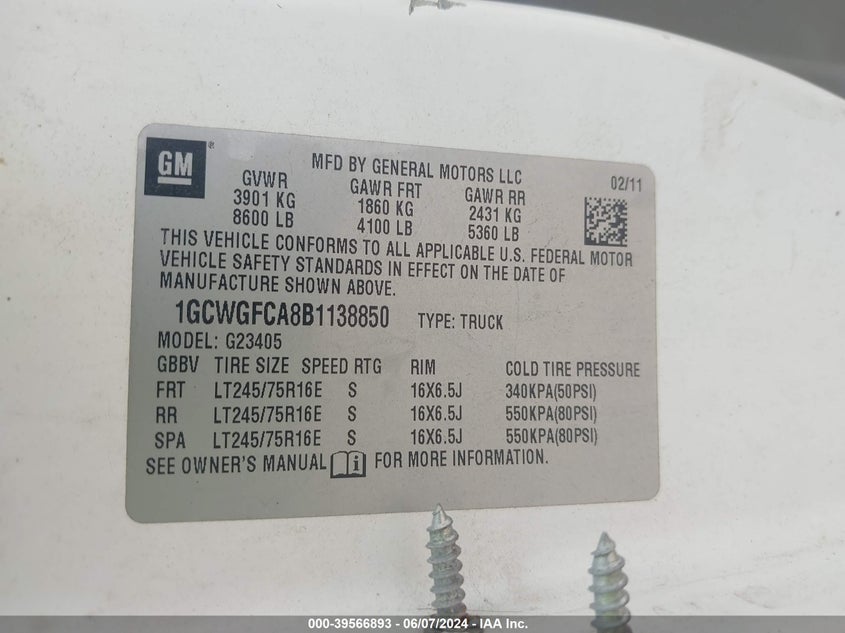 GM
MFD BY GENERAL MOTORS LLC
02/11
GVWR GAWR FRT GAWR RR
3901 KG 1860 KG 2431 KG
8600 LB 4100 LB 5360 LB
THIS VEHICLE CONFORMS TO ALL APPLICABLE U.S. FEDERAL MOTOR
VEHICLE SAFETY STANDARDS IN EFFECT ON THE DATE OF
MANUFACTURE SHOWN ABOVE.
1GCWGFCA8B1138850 TYPE: TRUCK
MODEL: G23405
GBBV TIRE SIZE SPEED RTG RIM COLD TIRE PRESSURE
FRT LT245/75R16E S 16X6.5J 340KPA(50PSI)
RR LT245/75R16E S 16X6.5J 550KPA(80PSI)
SPA LT245/75R16E S 16X6.5J 550KPA(80PSI)
SEE OWNER'S MANUAL FOR MORE INFORMATION.
000-39566893 - 06/07/2024 - IAA Inc.